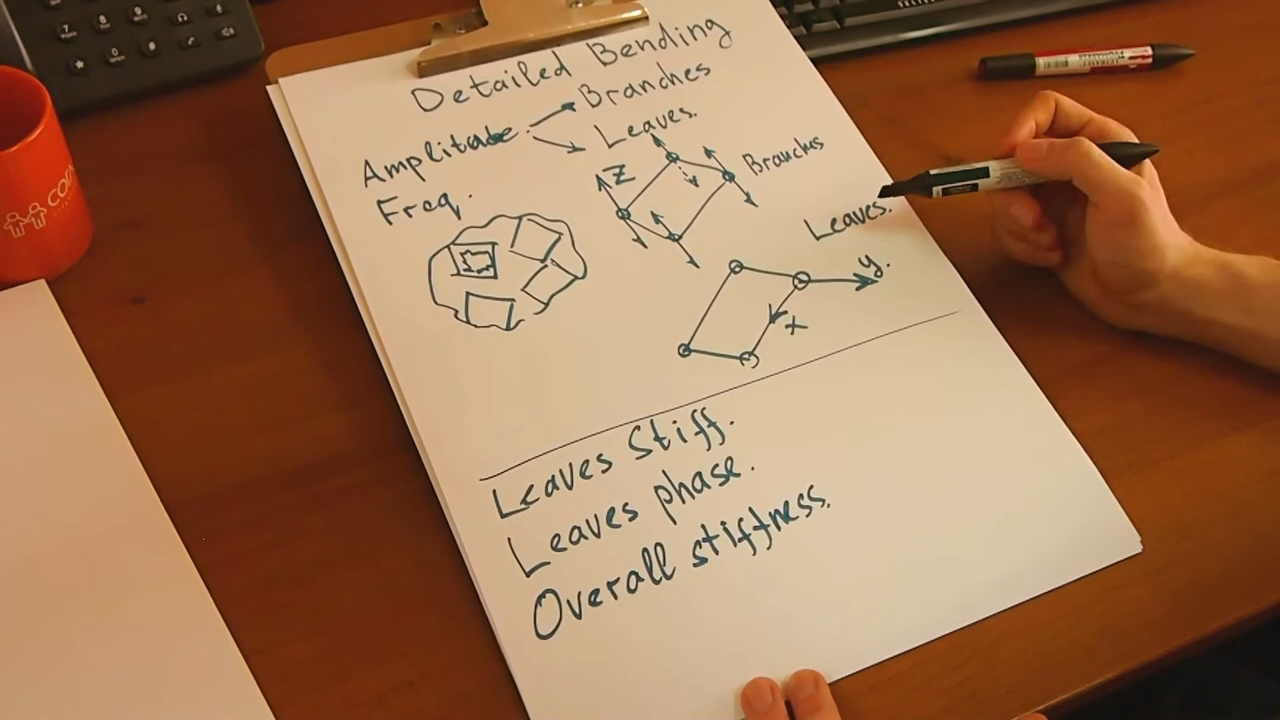 Detailed Bending
Amplitude
Branches
Leaves.
Freq.
Z
Branches
Leaves.
y.
x
Leaves Stiff.
Leaves phase.
Overall stiffness.